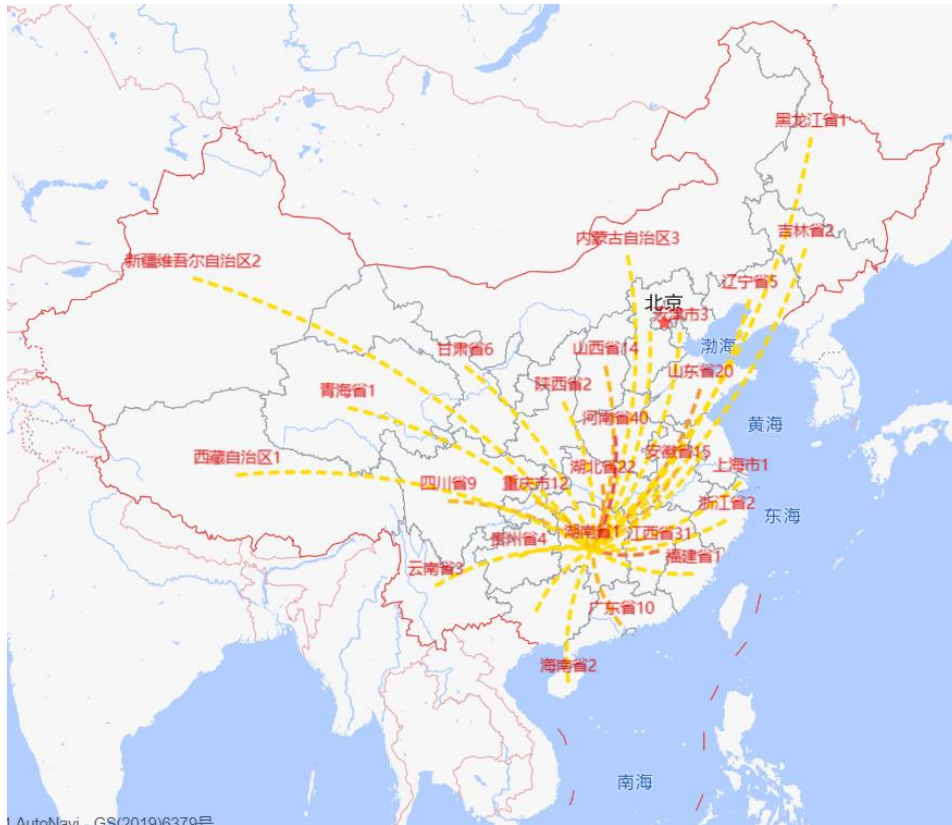 黑龙江省1
吉林省2
内蒙古自治区3
新疆维吾尔自治区2
辽宁省5
北京
天津市3
渤海
甘肃省6
山西省14
山东省20
青海省1
陕西省2
河南省40
黄海
西藏自治区1
湖北省22
安徽省15
上海市1
四川省9
重庆市12
浙江省2
东海
湖南省1
江西省31
贵州省4
福建省1
云南省3
广东省10
海南省2
南海
AutoNavi - GS(2019)6379号